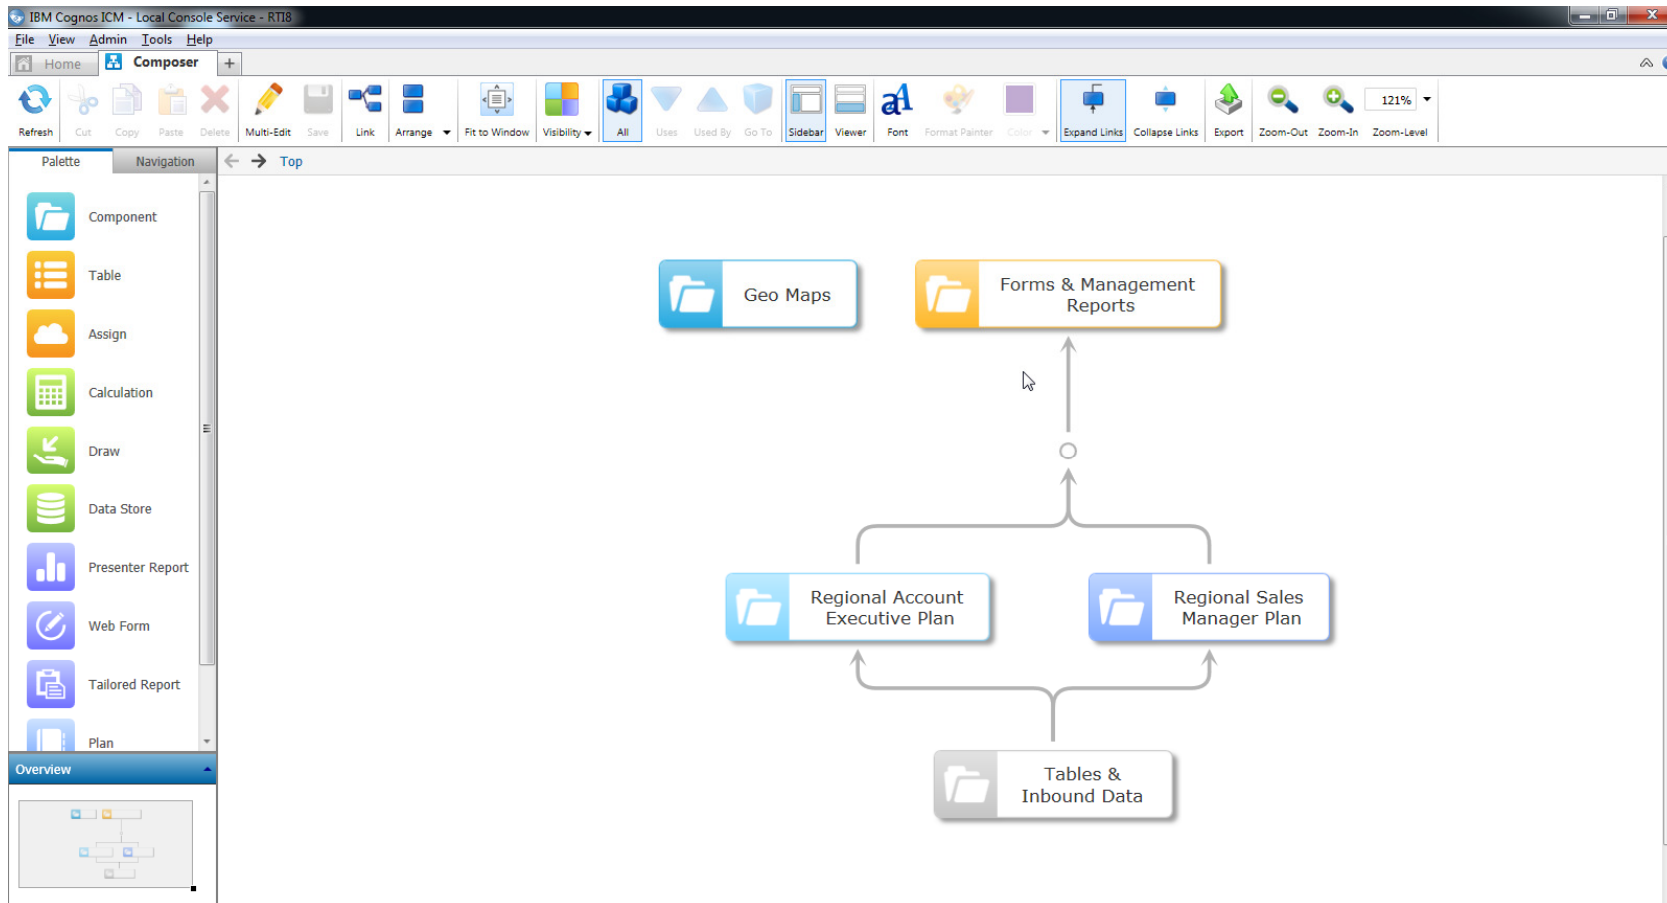 IBM Cognos ICM - Local Console Service - RTI8
File View Admin Tools Help
Home Composer +
121%
Refresh Cut Copy Paste Delete Multi-Edit Save Link Arrange Fit to Window Visibility All Uses Used By Go To Sidebar Viewer Font Format Painter Color Expand Links Collapse Links Export Zoom-Out Zoom-In Zoom-Level
Palette Navigation Top
Component
Table
Assign
Calculation
Draw
Data Store
Presenter Report
Web Form
Tailored Report
Plan
Overview
Geo Maps
Forms & Management
Reports
Regional Account
Executive Plan
Regional Sales
Manager Plan
Tables &
Inbound Data